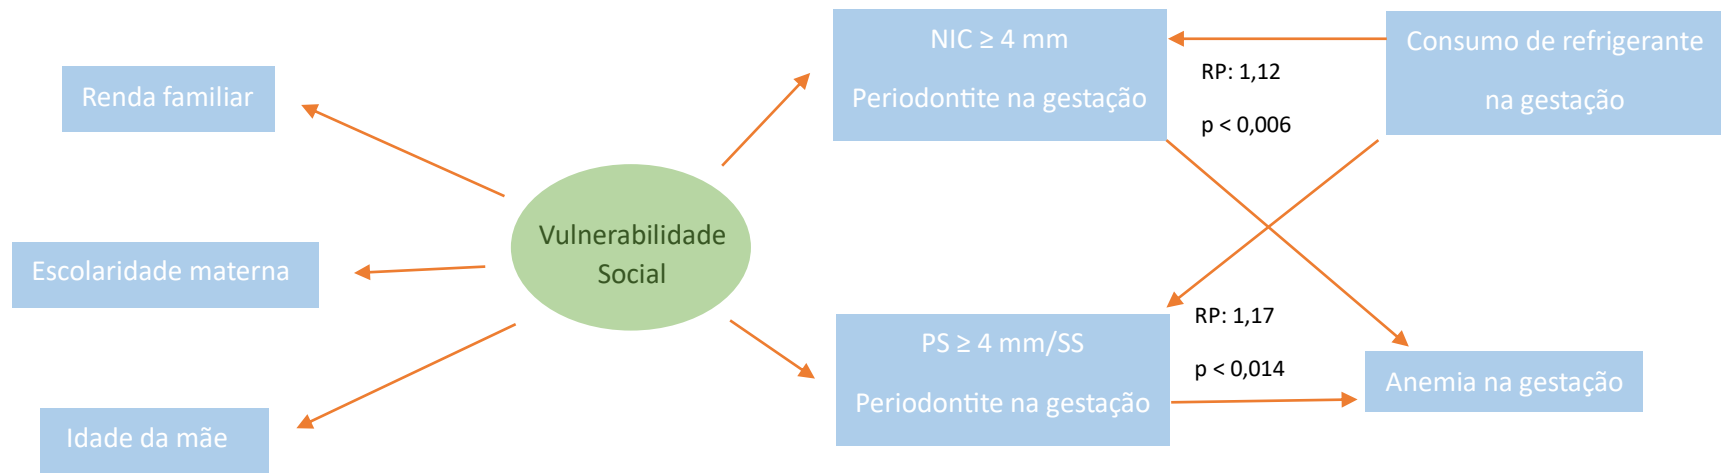 Renda familiar
Escolaridade materna
Idade da mãe
Vulnerabilidade
Social
NIC ≥ 4 mm
Periodontite na gestação
PS ≥ 4 mm/SS
Periodontite na gestação
RP: 1,12
p < 0,006
RP: 1,17
p < 0,014
Consumo de refrigerante
na gestação
Anemia na gestação